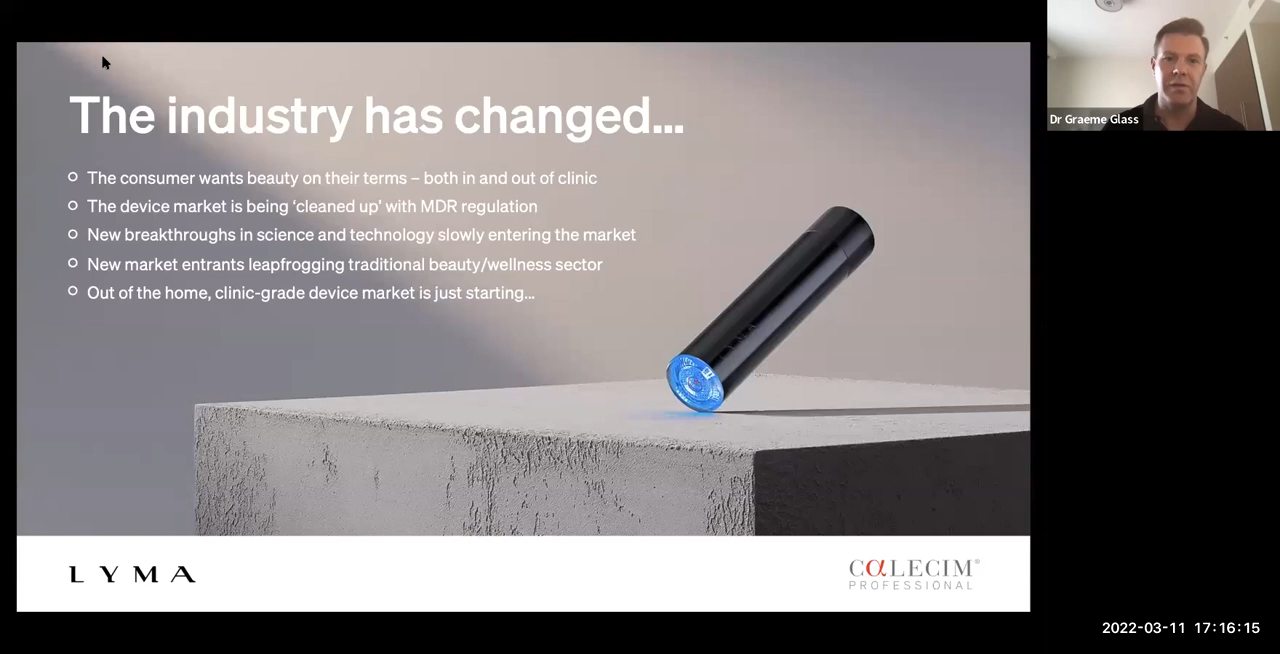 The industry has changed...
The consumer wants beauty on their terms – both in and out of clinic
The device market is being ‘cleaned up’ with MDR regulation
New breakthroughs in science and technology slowly entering the market
New market entrants leapfrogging traditional beauty/wellness sector
Out of the home, clinic-grade device market is just starting...
LYMA
CALECIM®
PROFESSIONAL
Dr Graeme Glass
2022-03-11 17:16:15